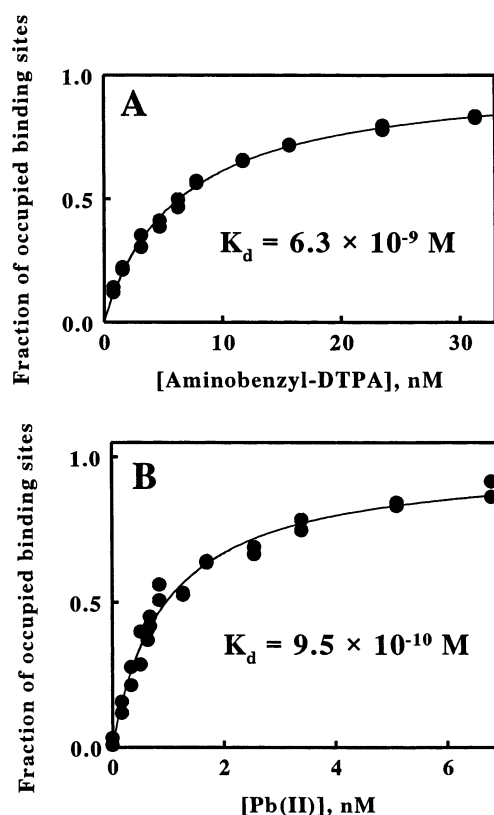 Fraction of occupied binding sites
1.0
A
0.5
K_d = 6.3 × 10⁻⁹ M
0.0
0 10 20 30
[Aminobenzyl-DTPA], nM
Fraction of occupied binding sites
1.0
B
0.5
K_d = 9.5 × 10⁻¹⁰ M
0.0
0 2 4 6
[Pb(II)], nM